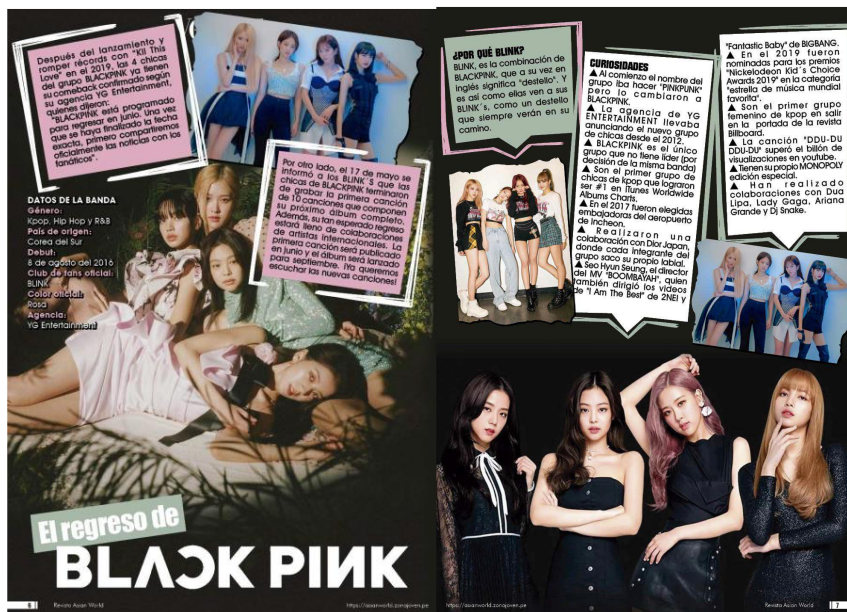 Después del lanzamiento y
romper récords con "Kil This
Love" en el 2019, las 4 chicas
del grupo BLACKPINK ya tienen
su comeback confirmado según
su agencia YG Entertainment,
quienes dijeron:
"BLACKPINK está programado
para regresar en junio. Una vez
que se haya finalizado la fecha
exacta, primero compartiremos
oficialmente las noticias con los
fanáticos".
Por otro lado, el 17 de mayo se
informó a los BLINK´S que las
chicas de BLACKPINK terminaron
de grabar la primera canción
de 10 canciones que componen
su próximo álbum completo.
Además, su tan esperado regreso
estará lleno de colaboraciones
de artistas internacionales. La
primera canción será publicado
en junio y el álbum será lanzado
para septiembre. ¡Ya queremos
escuchar las nuevas canciones!
DATOS DE LA BANDA
Género:
Kpop, Hip Hop y R&B
País de origen:
Corea del Sur
Debut:
8 de agosto del 2016
Club de fans oficial:
BLINK
Color oficial:
Rosa
Agencia:
YG Entertainment
El regreso de
BLACK PINK
6
Revista Asian World
https://asianworld.zonajoven.pe
¿POR QUÉ BLINK?
BLINK, es la combinación de
BLACKPINK, que a su vez en
inglés significa "destello". Y
es así como ellas ven a sus
BLINK´s, como un destello
que siempre verán en su
camino.
CURIOSIDADES
▲ Al comienzo el nombre del
grupo iba hacer "PINKPUNK"
pero lo cambiaron a
BLACKPINK.
▲ La agencia de YG
ENTERTAINMENT llevaba
anunciando el nuevo grupo
de chicas desde el 2012.
▲ BLACKPINK es el único
grupo que no tiene líder (por
decisión de la misma banda)
▲ Son el primer grupo de
chicas de kpop que lograron
ser #1 en iTunes Worldwide
Albums Charts.
▲ En el 2017 fueron elegidas
embajadoras del aeropuerto
de Incheon.
▲ Realizaron una
colaboración con Dior Japan,
donde cada integrante del
grupo saco su propio labial.
▲ Seo Hyun Seung, el director
del MV "BOOMBAYAH", quien
también dirigió los videos
de "I Am The Best" de 2NE1 y
"Fantastic Baby" de BIGBANG.
▲ En el 2019 fueron
nominadas para los premios
"Nickelodeon Kid´s Choice
Awards 2019" en la categoría
"estrella de música mundial
favorita".
▲ Son el primer grupo
femenino de kpop en salir
en la portada de la revista
Billboard.
▲ La canción "DDU-DU
DDU-DU" superó el billón de
visualizaciones en youtube.
▲ Tienen su propio MONOPOLY
edición especial.
▲ Han realizado
colaboraciones con Dua
Lipa, Lady Gaga, Ariana
Grande y Dj Snake.
https://asianworld.zonajoven.pe
Revista Asian World
7